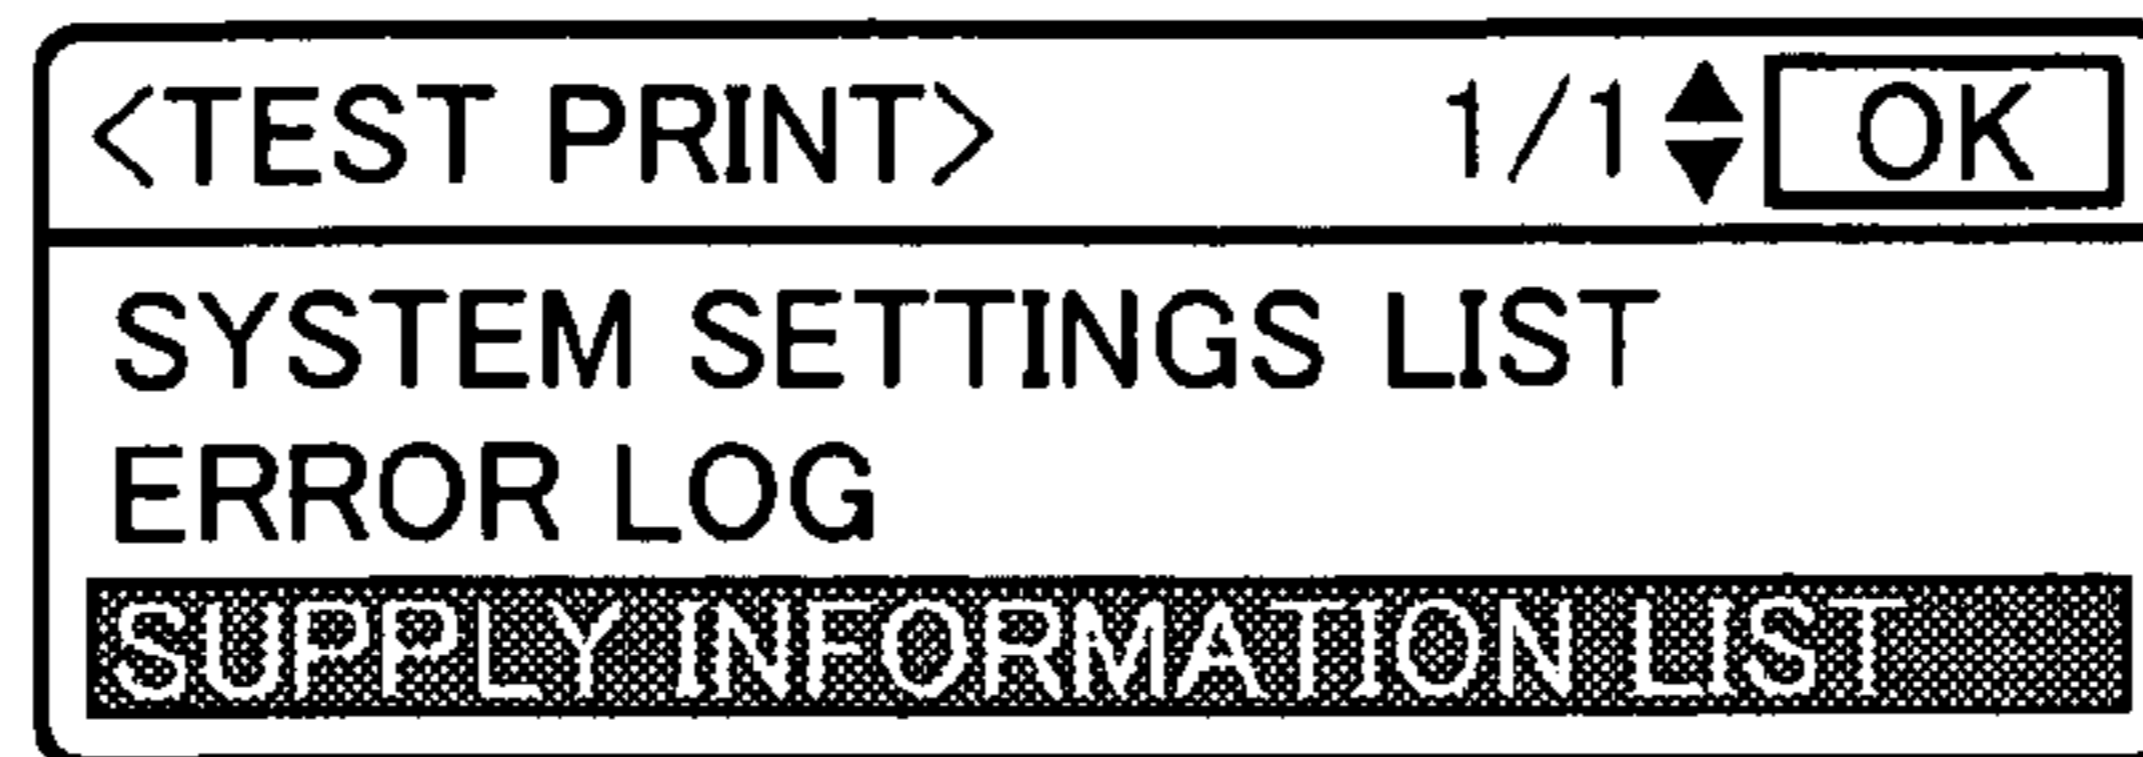 <TEST PRINT> 1/1 OK
SYSTEM SETTINGS LIST
ERROR LOG
SUPPLY INFORMATION LIST